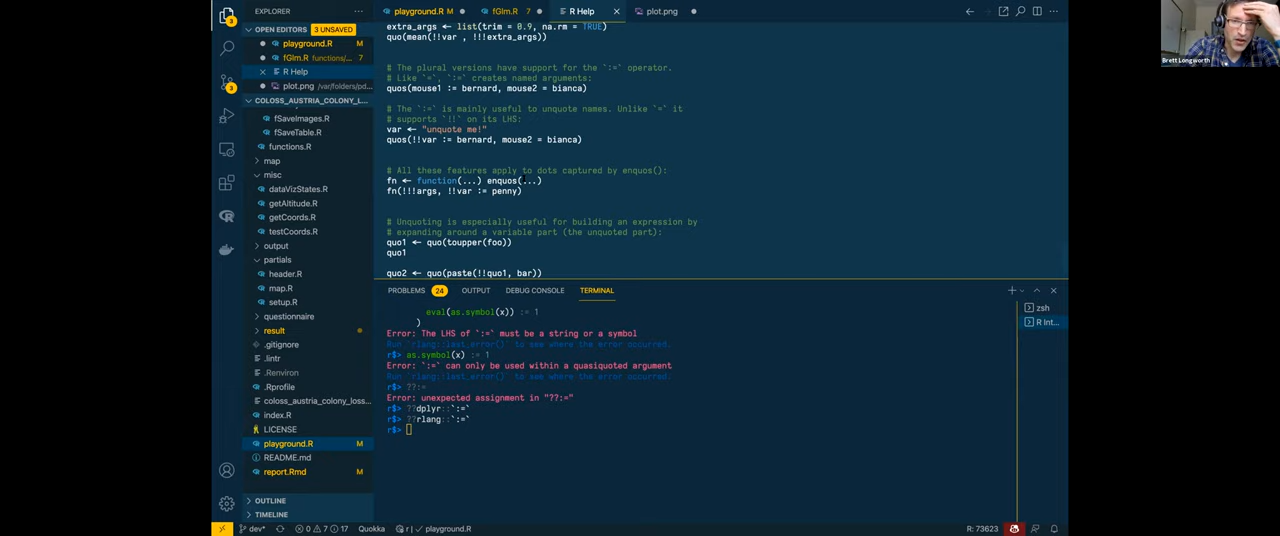 EXPLORER
playground.R M
fGlm.R 7
R Help
plot.png
Brett Longworth
OPEN EDITORS 3 UNSAVED
playground.R M
fGlm.R functions/... 7
R Help
plot.png /var/folders/pd...
COLOSS_AUSTRIA_COLONY_L...
fSaveImages.R
fSaveTable.R
functions.R
map
misc
dataVizStates.R
getAltitude.R
getCoords.R
testCoords.R
output
partials
header.R
map.R
setup.R
questionnaire
result
.gitignore
.lintr
.Renviron
.Rprofile
coloss_austria_colony_loss...
index.R
LICENSE
playground.R M
README.md
report.Rmd M
OUTLINE
TIMELINE
extra_args <- list(trim = 0.9, na.rm = TRUE)
quo(mean(!!var , !!!extra_args))
# The plural versions have support for the `:=` operator.
# Like `=`, `:=` creates named arguments:
quos(mouse1 := bernard, mouse2 = bianca)
# The `:=` is mainly useful to unquote names. Unlike `=` it
# supports `!!` on its LHS:
var <- "unquote me!"
quos(!!var := bernard, mouse2 = bianca)
# All these features apply to dots captured by enquos():
fn <- function(...) enquos(...)
fn(!!!args, !!var := penny)
# Unquoting is especially useful for building an expression by
# expanding around a variable part (the unquoted part):
quo1 <- quo(toupper(foo))
quo1
quo2 <- quo(paste(!!quo1, bar))
PROBLEMS 24 OUTPUT DEBUG CONSOLE TERMINAL
eval(as.symbol(x)) := 1
)
Error: The LHS of `:=` must be a string or a symbol
Run `rlang::last_error()` to see where the error occurred.
r$> as.symbol(x) := 1
Error: `:=` can only be used within a quasiquoted argument
Run `rlang::last_error()` to see where the error occurred.
r$> ??:=
Error: unexpected assignment in "??:="
r$> ??dplyr::`:=`
r$> ??rlang::`:=`
r$>
zsh
R Int...
dev* 0 7 17 Quokka r playground.R
R: 73623